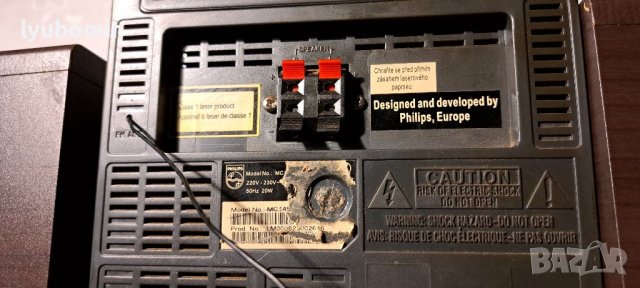 lyubomir
SPEAKER
Class 1 laser product
Appareil à laser de classe 1
Chraňte se před přímým
zásahem laserového
paprsku
Designed and developed by
Philips, Europe
PHILIPS
Model No.: MC
220V - 230V~
50Hz 20W
Model No. MC145
Prod. No.
CAUTION
RISK OF ELECTRIC SHOCK
DO NOT OPEN
WARNING: SHOCK HAZARD-DO NOT OPEN
AVIS: RISQUE DE CHOC ÉLECTRIQUE-NE PAS OUVRIR
BAZAR